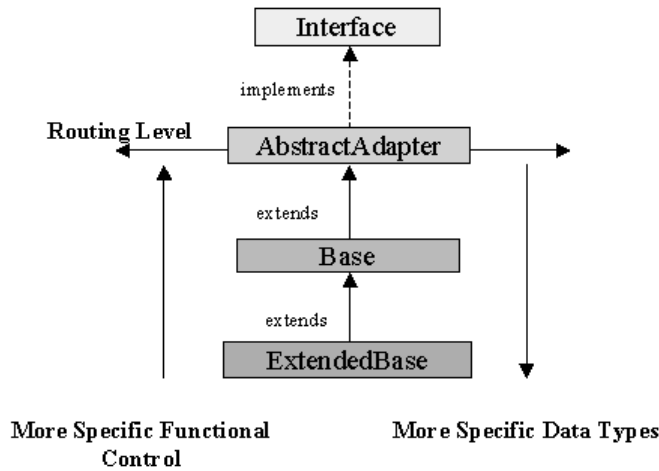 Interface
implements
Routing Level
AbstractAdapter
extends
Base
extends
ExtendedBase
More Specific Functional
Control
More Specific Data Types